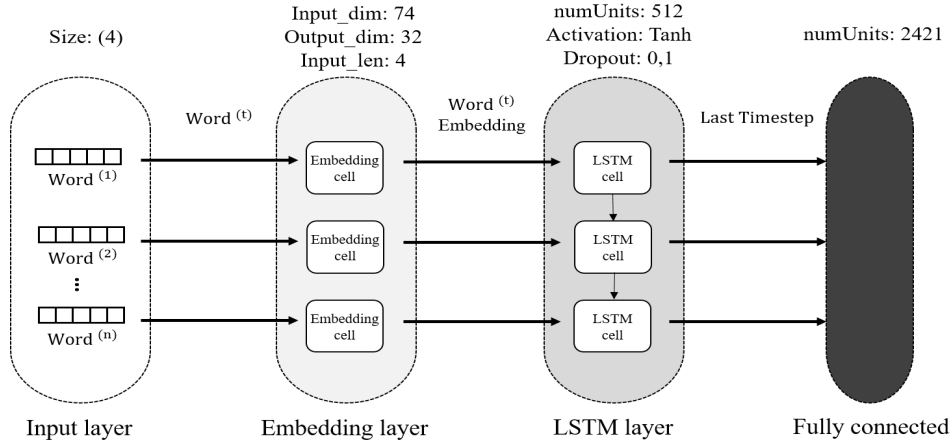 Size: (4)
Input_dim: 74
Output_dim: 32
Input_len: 4
numUnits: 512
Activation: Tanh
Dropout: 0,1
numUnits: 2421
Word (t)
Word (t)
Embedding
Last Timestep
Word (1)
Embedding
cell
LSTM
cell
Word (2)
Embedding
cell
LSTM
cell
...
Word (n)
Embedding
cell
LSTM
cell
Input layer
Embedding layer
LSTM layer
Fully connected